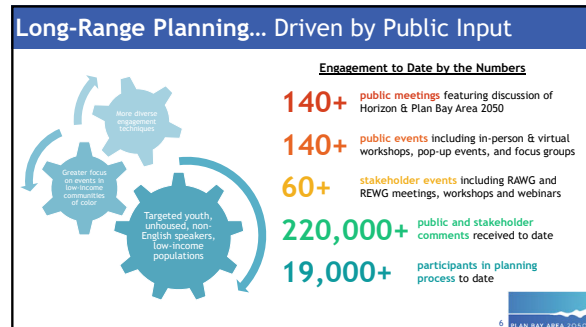 Long-Range Planning... Driven by Public Input
More diverse
engagement
techniques
Greater focus
on events in
low-income
communities
of color
Targeted youth,
unhoused, non-
English speakers,
low-income
populations
Engagement to Date by the Numbers
140+ public meetings featuring discussion of
Horizon & Plan Bay Area 2050
140+ public events including in-person & virtual
workshops, pop-up events, and focus groups
60+ stakeholder events including RAWG and
REWG meetings, workshops and webinars
220,000+ public and stakeholder
comments received to date
19,000+ participants in planning
process to date
6
PLAN BAY AREA 2050